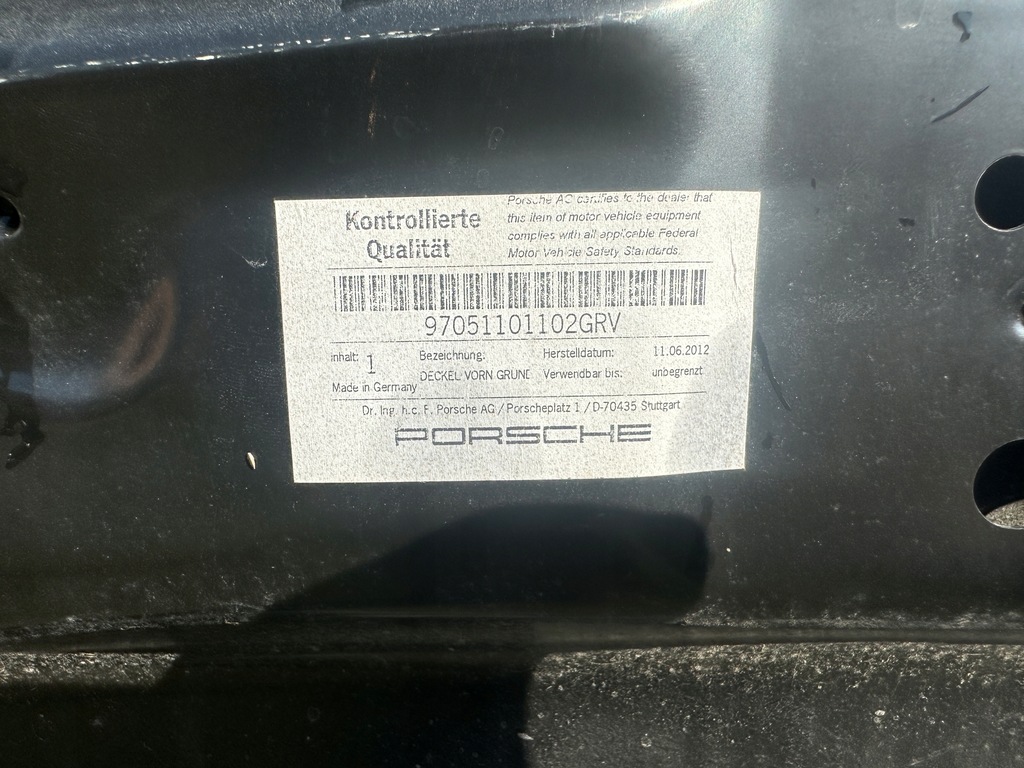 Kontrollierte
Qualität
Porsche AG certifies to the dealer that
this item of motor vehicle equipment
complies with all applicable Federal
Motor Vehicle Safety Standards.
97051101102GRV
inhalt: 1
Bezeichnung:
DECKEL VORN GRUNE
Herstelldatum: 11.06.2012
Verwendbar bis: unbegrenzt
Made in Germany
Dr. Ing. h.c. F. Porsche AG / Porscheplatz 1 / D-70435 Stuttgart
PORSCHE